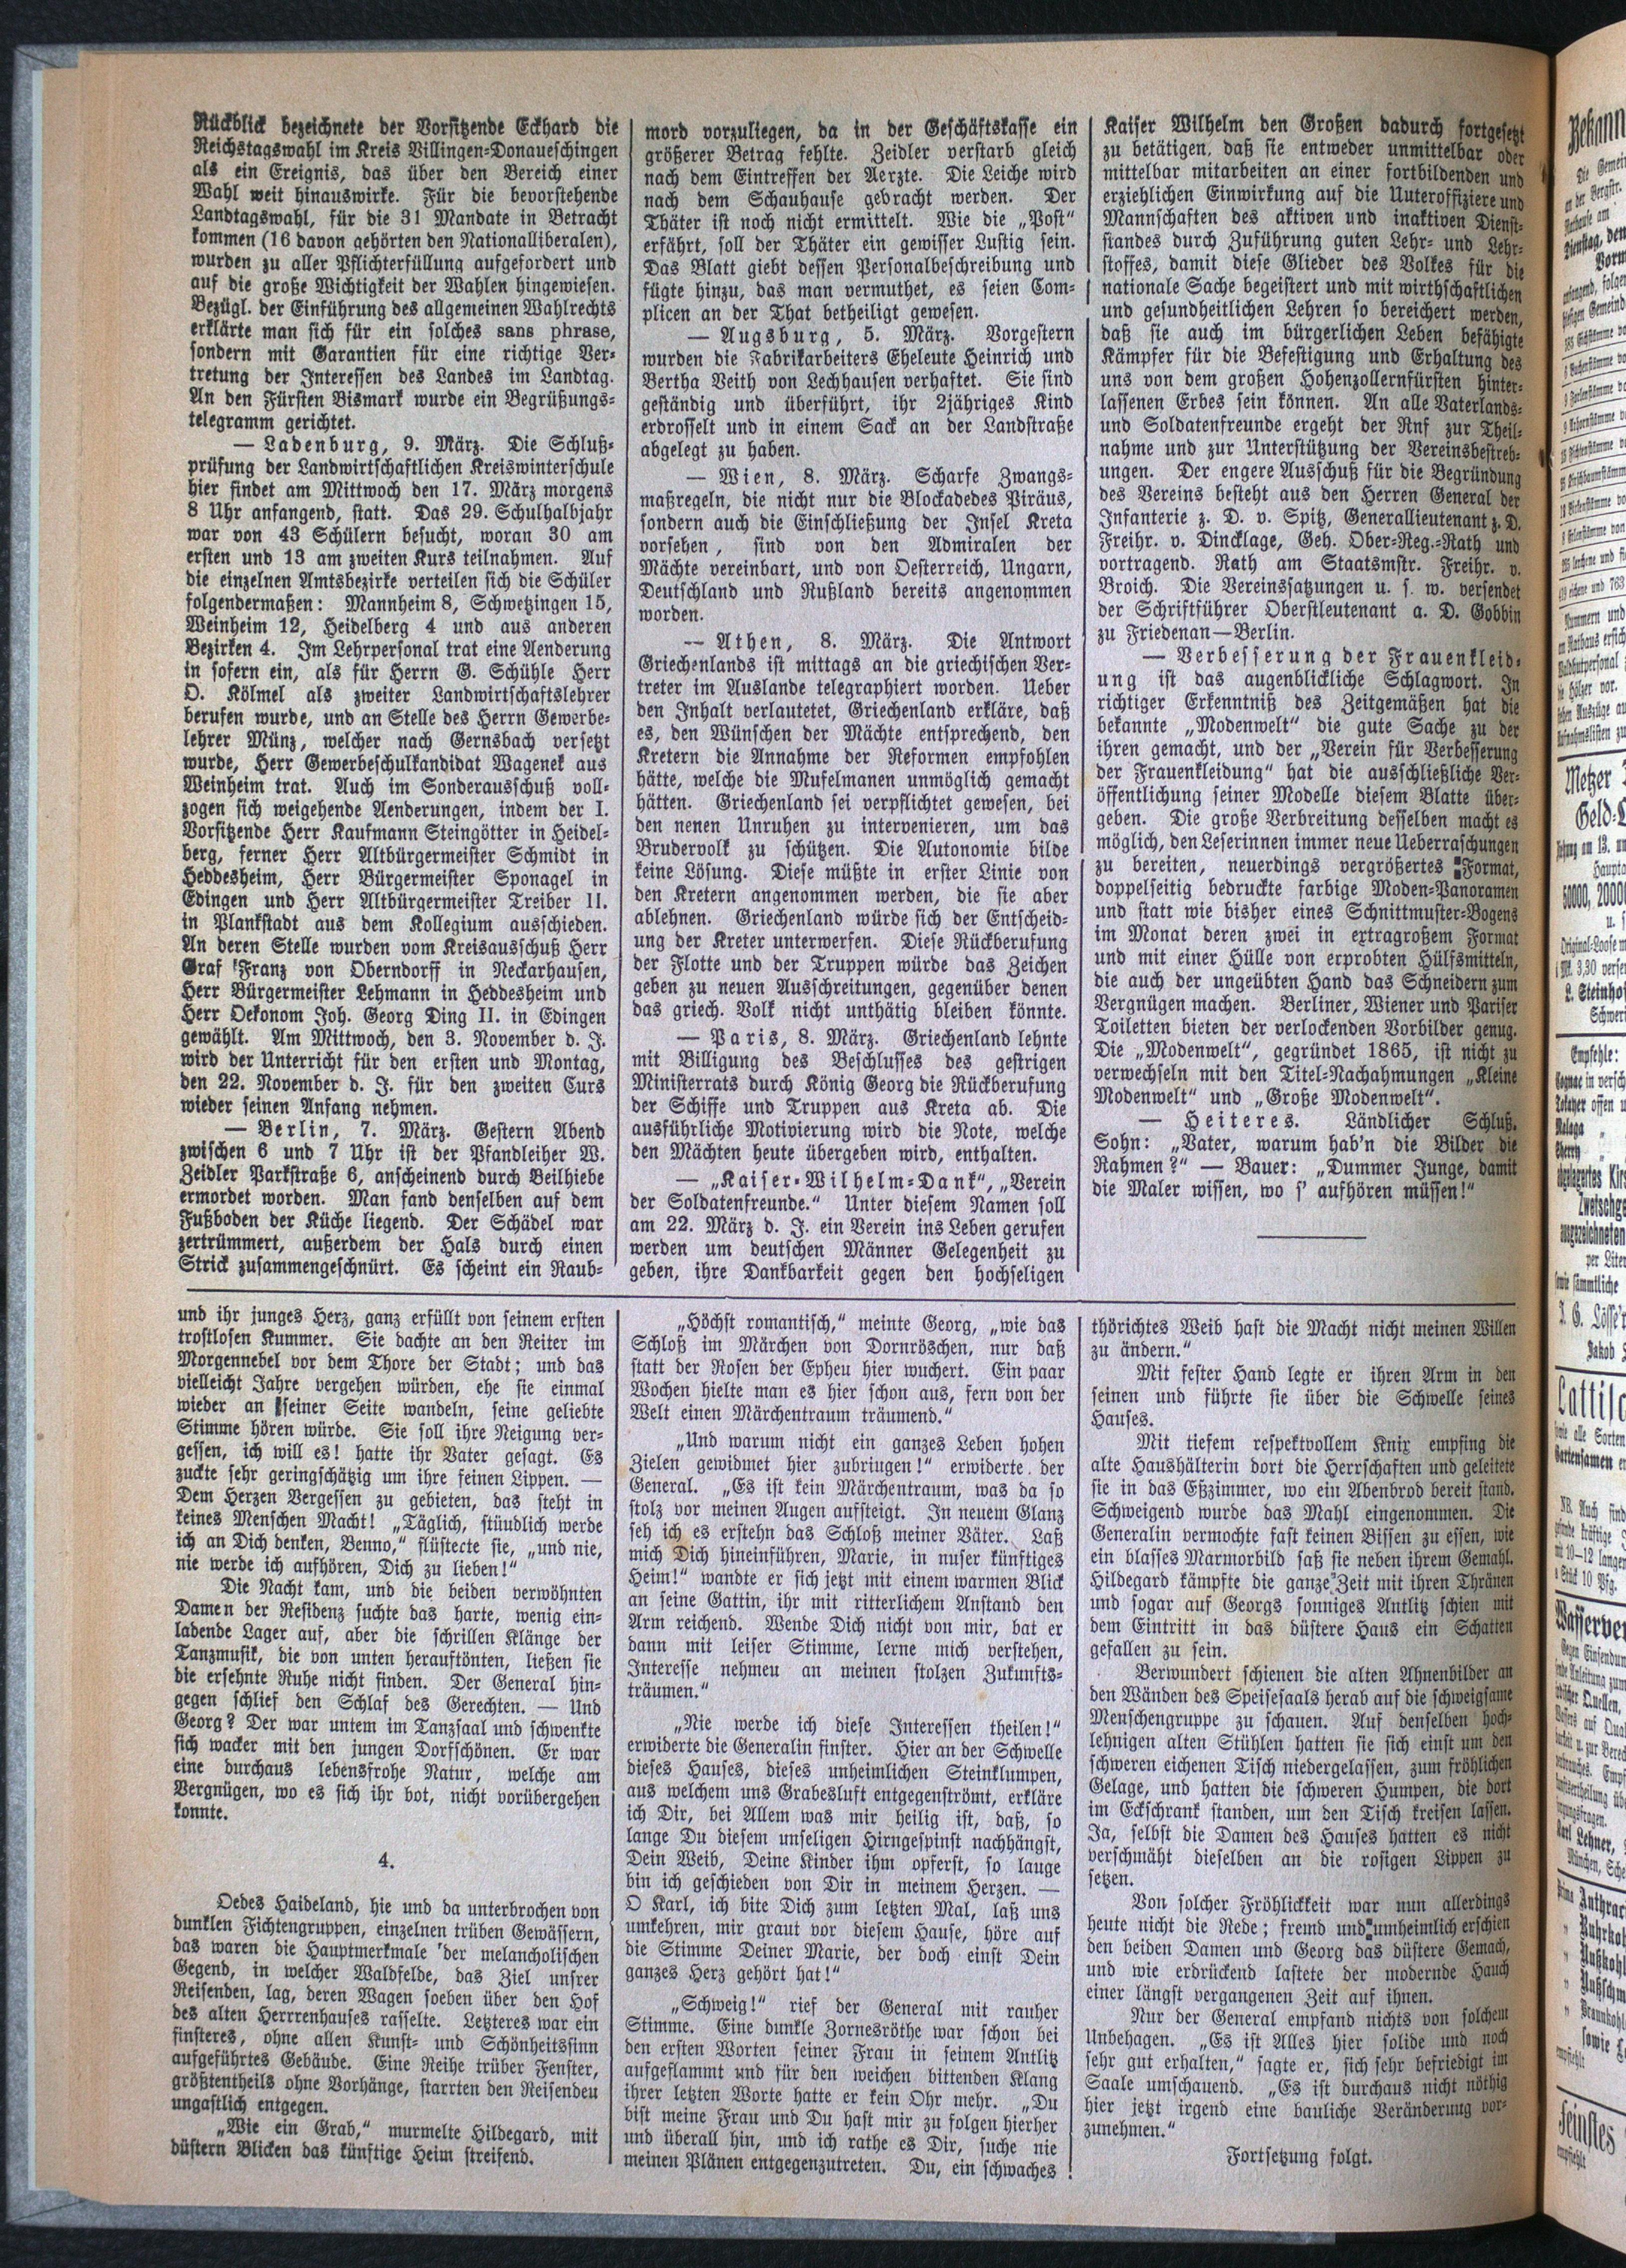 Rückblick bezeichnete der Vorsitzende Eckhard die
Reichstagswahl im Kreis Villingen-Donaueschingen
als ein Ereignis, das über den Bereich einer
Wahl weit hinauswirke. Für die bevorstehende
Landtagswahl, für die 31 Mandate in Betracht
kommen (16 davon gehörten den Nationalliberalen),
wurden zu aller Pflichterfüllung aufgefordert und
auf die große Wichtigkeit der Wahlen hingewiesen.
Bezügl. der Einführung des allgemeinen Wahlrechts
erklärte man sich für ein solches sans phrase,
sondern mit Garantien für eine richtige Ver-
tretung der Interessen des Landes im Landtag.
An den Fürsten Bismark wurde ein Begrüßungs-
telegramm gerichtet.
— Ladenburg, 9. März. Die Schluß-
prüfung der Landwirtschaftlichen Kreiswinterschule
hier findet am Mittwoch den 17. März morgens
8 Uhr anfangend, statt. Das 29. Schulhalbjahr
war von 43 Schülern besucht, woran 30 am
ersten und 13 am zweiten Kurs teilnahmen. Auf
die einzelnen Amtsbezirke verteilen sich die Schüler
folgendermaßen: Mannheim 8, Schwetzingen 15,
Weinheim 12, Heidelberg 4 und aus anderen
Bezirken 4. Im Lehrpersonal trat eine Aenderung
in sofern ein, als für Herrn G. Schühle Herr
O. Kölmel als zweiter Landwirtschaftslehrer
berufen wurde, und an Stelle des Herrn Gewerbe-
lehrer Münz, welcher nach Gernsbach versetzt
wurde, Herr Gewerbeschulkandidat Wagenek aus
Weinheim trat. Auch im Sonderausschuß voll-
zogen sich weigehende Aenderungen, indem der I.
Vorsitzende Herr Kaufmann Steingötter in Heidel-
berg, ferner Herr Altbürgermeister Schmidt in
Heddesheim, Herr Bürgermeister Sponagel in
Edingen und Herr Altbürgermeister Treiber II.
in Plankstadt aus dem Kollegium ausschieden.
An deren Stelle wurden vom Kreisausschuß Herr
Graf Franz von Oberndorff in Neckarhausen,
Herr Bürgermeister Lehmann in Heddesheim und
Herr Oekonom Joh. Georg Ding II. in Edingen
gewählt. Am Mittwoch, den 3. November d. J.
wird der Unterricht für den ersten und Montag,
den 22. November d. J. für den zweiten Curs
wieder seinen Anfang nehmen.
— Berlin, 7. März. Gestern Abend
zwischen 6 und 7 Uhr ist der Pfandleiher W.
Zeidler Parkstraße 6, anscheinend durch Beilhiebe
ermordet worden. Man fand denselben auf dem
Fußboden der Küche liegend. Der Schädel war
zertrümmert, außerdem der Hals durch einen
Strick zusammengeschnürt. Es scheint ein Raub-
mord vorzuliegen, da in der Geschäftskasse ein
größerer Betrag fehlte. Zeidler verstarb gleich
nach dem Eintreffen der Aerzte. Die Leiche wird
nach dem Schauhause gebracht werden. Der
Thäter ist noch nicht ermittelt. Wie die „Post“
erfährt, soll der Thäter ein gewisser Lustig sein.
Das Blatt giebt dessen Personalbeschreibung und
fügte hinzu, das man vermuthet, es seien Com-
plicen an der That betheiligt gewesen.
— Augsburg, 5. März. Vorgestern
wurden die Fabrikarbeiters Eheleute Heinrich und
Bertha Veith von Lechhausen verhaftet. Sie sind
geständig und überführt, ihr 2jähriges Kind
erdrosselt und in einem Sack an der Landstraße
abgelegt zu haben.
— Wien, 8. März. Scharfe Zwangs-
maßregeln, die nicht nur die Blockadedes Piräus,
sondern auch die Einschließung der Insel Kreta
vorsehen, sind von den Admiralen der
Mächte vereinbart, und von Oesterreich, Ungarn,
Deutschland und Rußland bereits angenommen
worden.
-- Athen, 8. März. Die Antwort
Griechenlands ist mittags an die griechischen Ver-
treter im Auslande telegraphiert worden. Ueber
den Inhalt verlautetet, Griechenland erkläre, daß
es, den Wünschen der Mächte entsprechend, den
Kretern die Annahme der Reformen empfohlen
hätte, welche die Muselmanen unmöglich gemacht
hätten. Griechenland sei verpflichtet gewesen, bei
den nenen Unruhen zu intervenieren, um das
Brudervolk zu schützen. Die Autonomie bilde
keine Lösung. Diese müßte in erster Linie von
den Kretern angenommen werden, die sie aber
ablehnen. Griechenland würde sich der Entscheid-
ung der Kreter unterwerfen. Diese Rückberufung
der Flotte und der Truppen würde das Zeichen
geben zu neuen Ausschreitungen, gegenüber denen
das griech. Volk nicht unthätig bleiben könnte.
— Paris, 8. März. Griechenland lehnte
mit Billigung des Beschlusses des gestrigen
Ministerrats durch König Georg die Rückberufung
der Schiffe und Truppen aus Kreta ab. Die
ausführliche Motivierung wird die Note, welche
den Mächten heute übergeben wird, enthalten.
— „Kaiser-Wilhelm-Dank“, „Verein
der Soldatenfreunde.“ Unter diesem Namen soll
am 22. März d. J. ein Verein ins Leben gerufen
werden um deutschen Männer Gelegenheit zu
geben, ihre Dankbarkeit gegen den hochseligen
Kaiser Wilhelm den Großen dadurch fortgesetzt
zu betätigen, daß sie entweder unmittelbar oder
mittelbar mitarbeiten an einer fortbildenden und
erziehlichen Einwirkung auf die Unteroffiziere und
Mannschaften des aktiven und inaktiven Dienst-
standes durch Zuführung guten Lehr- und Lehr-
stoffes, damit diese Glieder des Volkes für die
nationale Sache begeistert und mit wirthschaftlichen
und gesundheitlichen Lehren so bereichert werden,
daß sie auch im bürgerlichen Leben befähigte
Kämpfer für die Befestigung und Erhaltung des
uns von dem großen Hohenzollernfürsten hinter-
lassenen Erbes sein können. An alle Vaterlands-
und Soldatenfreunde ergeht der Rnf zur Theil-
nahme und zur Unterstützung der Vereinsbestreb-
ungen. Der engere Ausschuß für die Begründung
des Vereins besteht aus den Herren General der
Infanterie z. D. v. Spitz, Generallieutenant z. D.
Freihr. v. Dincklage, Geh. Ober-Reg.-Rath und
vortragend. Rath am Staatsmstr. Freihr. v.
Broich. Die Vereinssatzungen u. s. w. versendet
der Schriftführer Oberstleutenant a. D. Gobbin
zu Friedenan—Berlin.
— Verbesserung der Frauenkleid-
ung ist das augenblickliche Schlagwort. In
richtiger Erkenntniß des Zeitgemäßen hat die
bekannte „Modenwelt“ die gute Sache zu der
ihren gemacht, und der „Verein für Verbesserung
der Frauenkleidung“ hat die ausschließliche Ver-
öffentlichung seiner Modelle diesem Blatte über-
geben. Die große Verbreitung desselben macht es
möglich, den Leserinnen immer neue Ueberraschungen
zu bereiten, neuerdings vergrößertes Format,
doppelseitig bedruckte farbige Moden-Panoramen
und statt wie bisher eines Schnittmuster-Bogens
im Monat deren zwei in extragroßem Format
und mit einer Hülle von erprobten Hülfsmitteln,
die auch der ungeübten Hand das Schneidern zum
Vergnügen machen. Berliner, Wiener und Pariser
Toiletten bieten der verlockenden Vorbilder genug.
Die „Modenwelt“, gegründet 1865, ist nicht zu
verwechseln mit den Titel-Nachahmungen „Kleine
Modenwelt“ und „Große Modenwelt“.
— Heiteres. Ländlicher Schluß.
Sohn: „Vater, warum hab'n die Bilder die
Rahmen?“ — Bauer: „Dummer Junge, damit
die Maler wissen, wo s' aufhören müssen!“
und ihr junges Herz, ganz erfüllt von seinem ersten
trostlosen Kummer. Sie dachte an den Reiter im
Morgennebel vor dem Thore der Stadt; und das
vielleicht Jahre vergehen würden, ehe sie einmal
wieder an seiner Seite wandeln, seine geliebte
Stimme hören würde. Sie soll ihre Neigung ver-
gessen, ich will es! hatte ihr Vater gesagt. Es
zuckte sehr geringschätzig um ihre feinen Lippen. —
Dem Herzen Vergessen zu gebieten, das steht in
keines Menschen Macht! „Täglich, stündlich werde
ich an Dich denken, Benno,“ flüsterte sie, „und nie,
nie werde ich aufhören, Dich zu lieben!“
Die Nacht kam, und die beiden verwöhnten
Damen der Residenz suchte das harte, wenig ein-
ladende Lager auf, aber die schrillen Klänge der
Tanzmusik, die von unten herauftönten, ließen sie
die ersehnte Ruhe nicht finden. Der General hin-
gegen schlief den Schlaf des Gerechten. — Und
Georg? Der war untem im Tanzsaal und schwenkte
sich wacker mit den jungen Dorfschönen. Er war
eine durchaus lebensfrohe Natur, welche am
Vergnügen, wo es sich ihr bot, nicht vorübergehen
konnte.
4.
Oedes Haideland, hie und da unterbrochen von
dunklen Fichtengruppen, einzelnen trüben Gewässern,
das waren die Hauptmerkmale der melancholischen
Gegend, in welcher Waldfelde, das Ziel unsrer
Reisenden, lag, deren Wagen soeben über den Hof
des alten Herrrenhauses rasselte. Letzteres war ein
finsteres, ohne allen Kunst- und Schönheitssinn
aufgeführtes Gebäude. Eine Reihe trüber Fenster,
größtentheils ohne Vorhänge, starrten den Reisendeu
ungastlich entgegen.
„Wie ein Grab,“ murmelte Hildegard, mit
düstern Blicken das künftige Heim streifend.
„Höchst romantisch,“ meinte Georg, „wie das
Schloß im Märchen von Dornröschen, nur daß
statt der Rosen der Epheu hier wuchert. Ein paar
Wochen hielte man es hier schon aus, fern von der
Welt einen Märchentraum träumend.“
„Und warum nicht ein ganzes Leben hohen
Zielen gewidmet hier zubringen!“ erwiderte der
General. „Es ist kein Märchentraum, was da so
stolz vor meinen Augen aufsteigt. In neuem Glanz
seh ich es erstehn das Schloß meiner Väter. Laß
mich Dich hineinführen, Marie, in nuser künftiges
Heim!“ wandte er sich jetzt mit einem warmen Blick
an seine Gattin, ihr mit ritterlichem Anstand den
Arm reichend. Wende Dich nicht von mir, bat er
dann mit leiser Stimme, lerne mich verstehen,
Interesse nehmeu an meinen stolzen Zukunfts-
träumen.“
„Nie werde ich diese Interessen theilen!“
erwiderte die Generalin finster. Hier an der Schwelle
dieses Hauses, dieses unheimlichen Steinklumpen,
aus welchem uns Grabesluft entgegenströmt, erkläre
ich Dir, bei Allem was mir heilig ist, daß, so
lange Du diesem unseligen Hirngespinst nachhängst,
Dein Weib, Deine Kinder ihm opferst, so lauge
bin ich geschieden von Dir in meinem Herzen. —
O Karl, ich bite Dich zum letzten Mal, laß uns
umkehren, mir graut vor diesem Hause, höre auf
die Stimme Deiner Marie, der doch einst Dein
ganzes Herz gehört hat!“
„Schweig!“ rief der General mit rauher
Stimme. Eine dunkle Zornesröthe war schon bei
den ersten Worten seiner Frau in seinem Antlitz
aufgeflammt und für den weichen bittenden Klang
ihrer letzten Worte hatte er kein Ohr mehr. „Du
bist meine Frau und Du hast mir zu folgen hierher
und überall hin, und ich rathe es Dir, suche nie
meinen Plänen entgegenzutreten. Du, ein schwaches
thörichtes Weib hast die Macht nicht meinen Willen
zu ändern.“
Mit fester Hand legte er ihren Arm in den
seinen und führte sie über die Schwelle seines
Hauses.
Mit tiefem respektvollem Knix empfing die
alte Haushälterin dort die Herrschaften und geleitete
sie in das Eßzimmer, wo ein Abenbrod bereit stand.
Schweigend wurde das Mahl eingenommen. Die
Generalin vermochte fast keinen Bissen zu essen, wie
ein blasses Marmorbild saß sie neben ihrem Gemahl.
Hildegard kämpfte die ganze Zeit mit ihren Thränen
und sogar auf Georgs sonniges Antlitz schien mit
dem Eintritt in das düstere Haus ein Schatten
gefallen zu sein.
Verwundert schienen die alten Ahnenbilder an
den Wänden des Speisesaals herab auf die schweigsame
Menschengruppe zu schauen. Auf denselben hoch-
lehnigen alten Stühlen hatten sie sich einst um den
schweren eichenen Tisch niedergelassen, zum fröhlichen
Gelage, und hatten die schweren Humpen, die dort
im Eckschrank standen, um den Tisch kreisen lassen.
Ja, selbst die Damen des Hauses hatten es nicht
verschmäht dieselben an die rosigen Lippen zu
setzen.
Von solcher Fröhlickkeit war nun allerdings
heute nicht die Rede; fremd und umheimlich erschien
den beiden Damen und Georg das düstere Gemach,
und wie erdrückend lastete der modernde Hauch
einer längst vergangenen Zeit auf ihnen.
Nur der General empfand nichts von solchem
Unbehagen. „Es ist Alles hier solide und noch
sehr gut erhalten,“ sagte er, sich sehr befriedigt im
Saale umschauend. „Es ist durchaus nicht nöthig
hier jetzt irgend eine bauliche Veränderung vor-
zunehmen.“
Fortsetzung folgt.